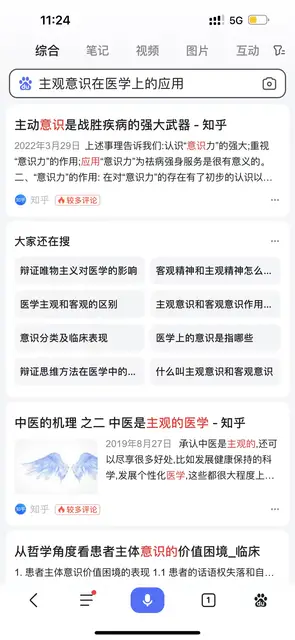 11:24
5G
综合 笔记 视频 图片 互动
主观意识在医学上的应用
主动意识是战胜疾病的强大武器 - 知乎
2022年3月29日 上述事理告诉我们:认识“意识力”的强大;重视
“意识力”的作用;应用“意识力”为祛病强身服务是很有意义的。
二、“意识力”的作用: 在对“意识力”的存在有了初步的认识以...
知乎 较多评论
大家还在搜
辩证唯物主义对医学的影响 客观精神和主观精神怎么...
医学主观和客观的区别 主观意识和客观意识作用...
意识分类及临床表现 医学上的意识是指哪些
辩证思维方法在医学中的... 什么叫主观意识和客观意识
中医的机理 之二 中医是主观的医学 - 知乎
2019年8月27日 承认中医是主观的,还可
以尽享很多好处,比如发展健康保持的科
学,发展个性化医学,这些都很大程度上...
知乎 较多评论
从哲学角度看患者主体意识的价值困境_临床
1. 患者主体意识价值困境的表现 1.1 患者的话语权失落和自...
1